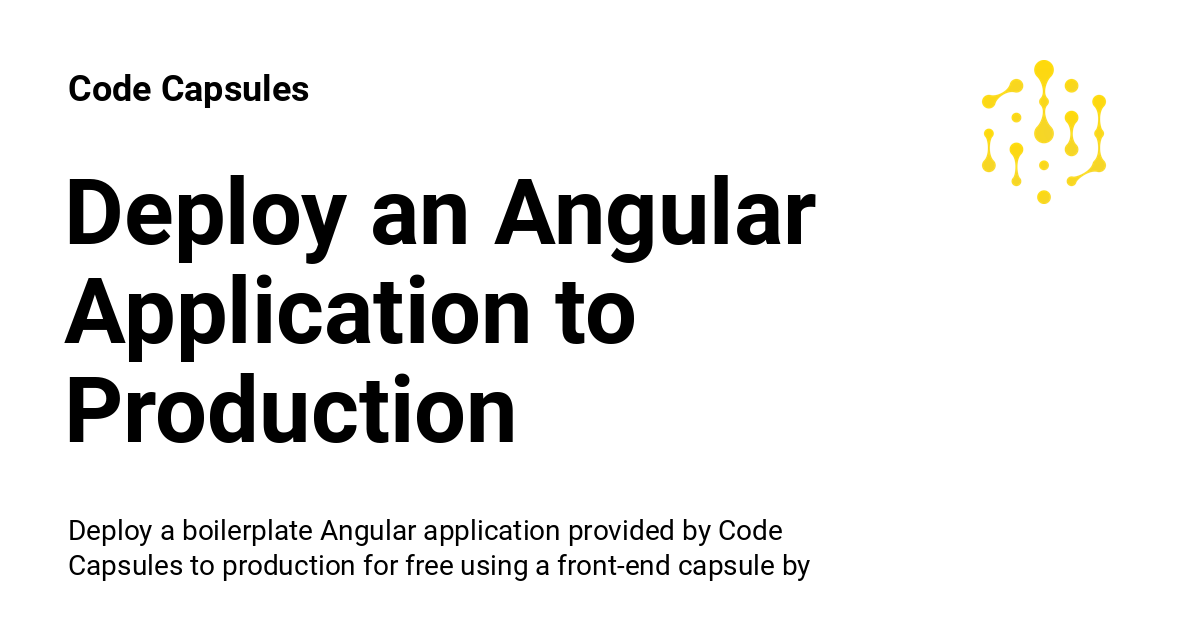 Code Capsules
Deploy an Angular
Application to
Production
Deploy a boilerplate Angular application provided by Code
Capsules to production for free using a front-end capsule by